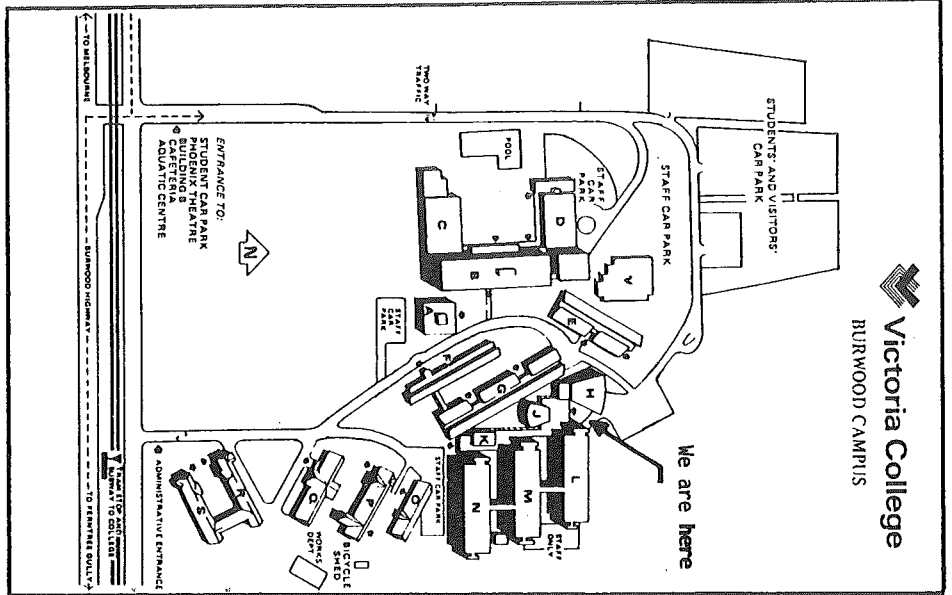 Victoria College
BURWOOD CAMPUS
We are here
STUDENTS' AND VISITORS'
CAR PARK
STAFF CAR PARK
STAFF
CAR
PARK
TWO WAY
TRAFFIC
POOL
C
D
B
V
A
E
F
G
H
J
K
L
M
N
O
P
Q
R
S
STAFF
CAR
PARK
STAFF CAR PARK
STAFF
ONLY
BICYCLE
SHED
WORKS
DEPT
N
ENTRANCE TO:
STUDENT CAR PARK
PHOENIX THEATRE
BUILDING B
CAFETERIA
AQUATIC CENTRE
ADMINISTRATIVE ENTRANCE
TRAM STOP AND
SUBWAY TO COLLEGE
TO MELBOURNE
BURWOOD HIGHWAY
TO FERNTREE GULLY